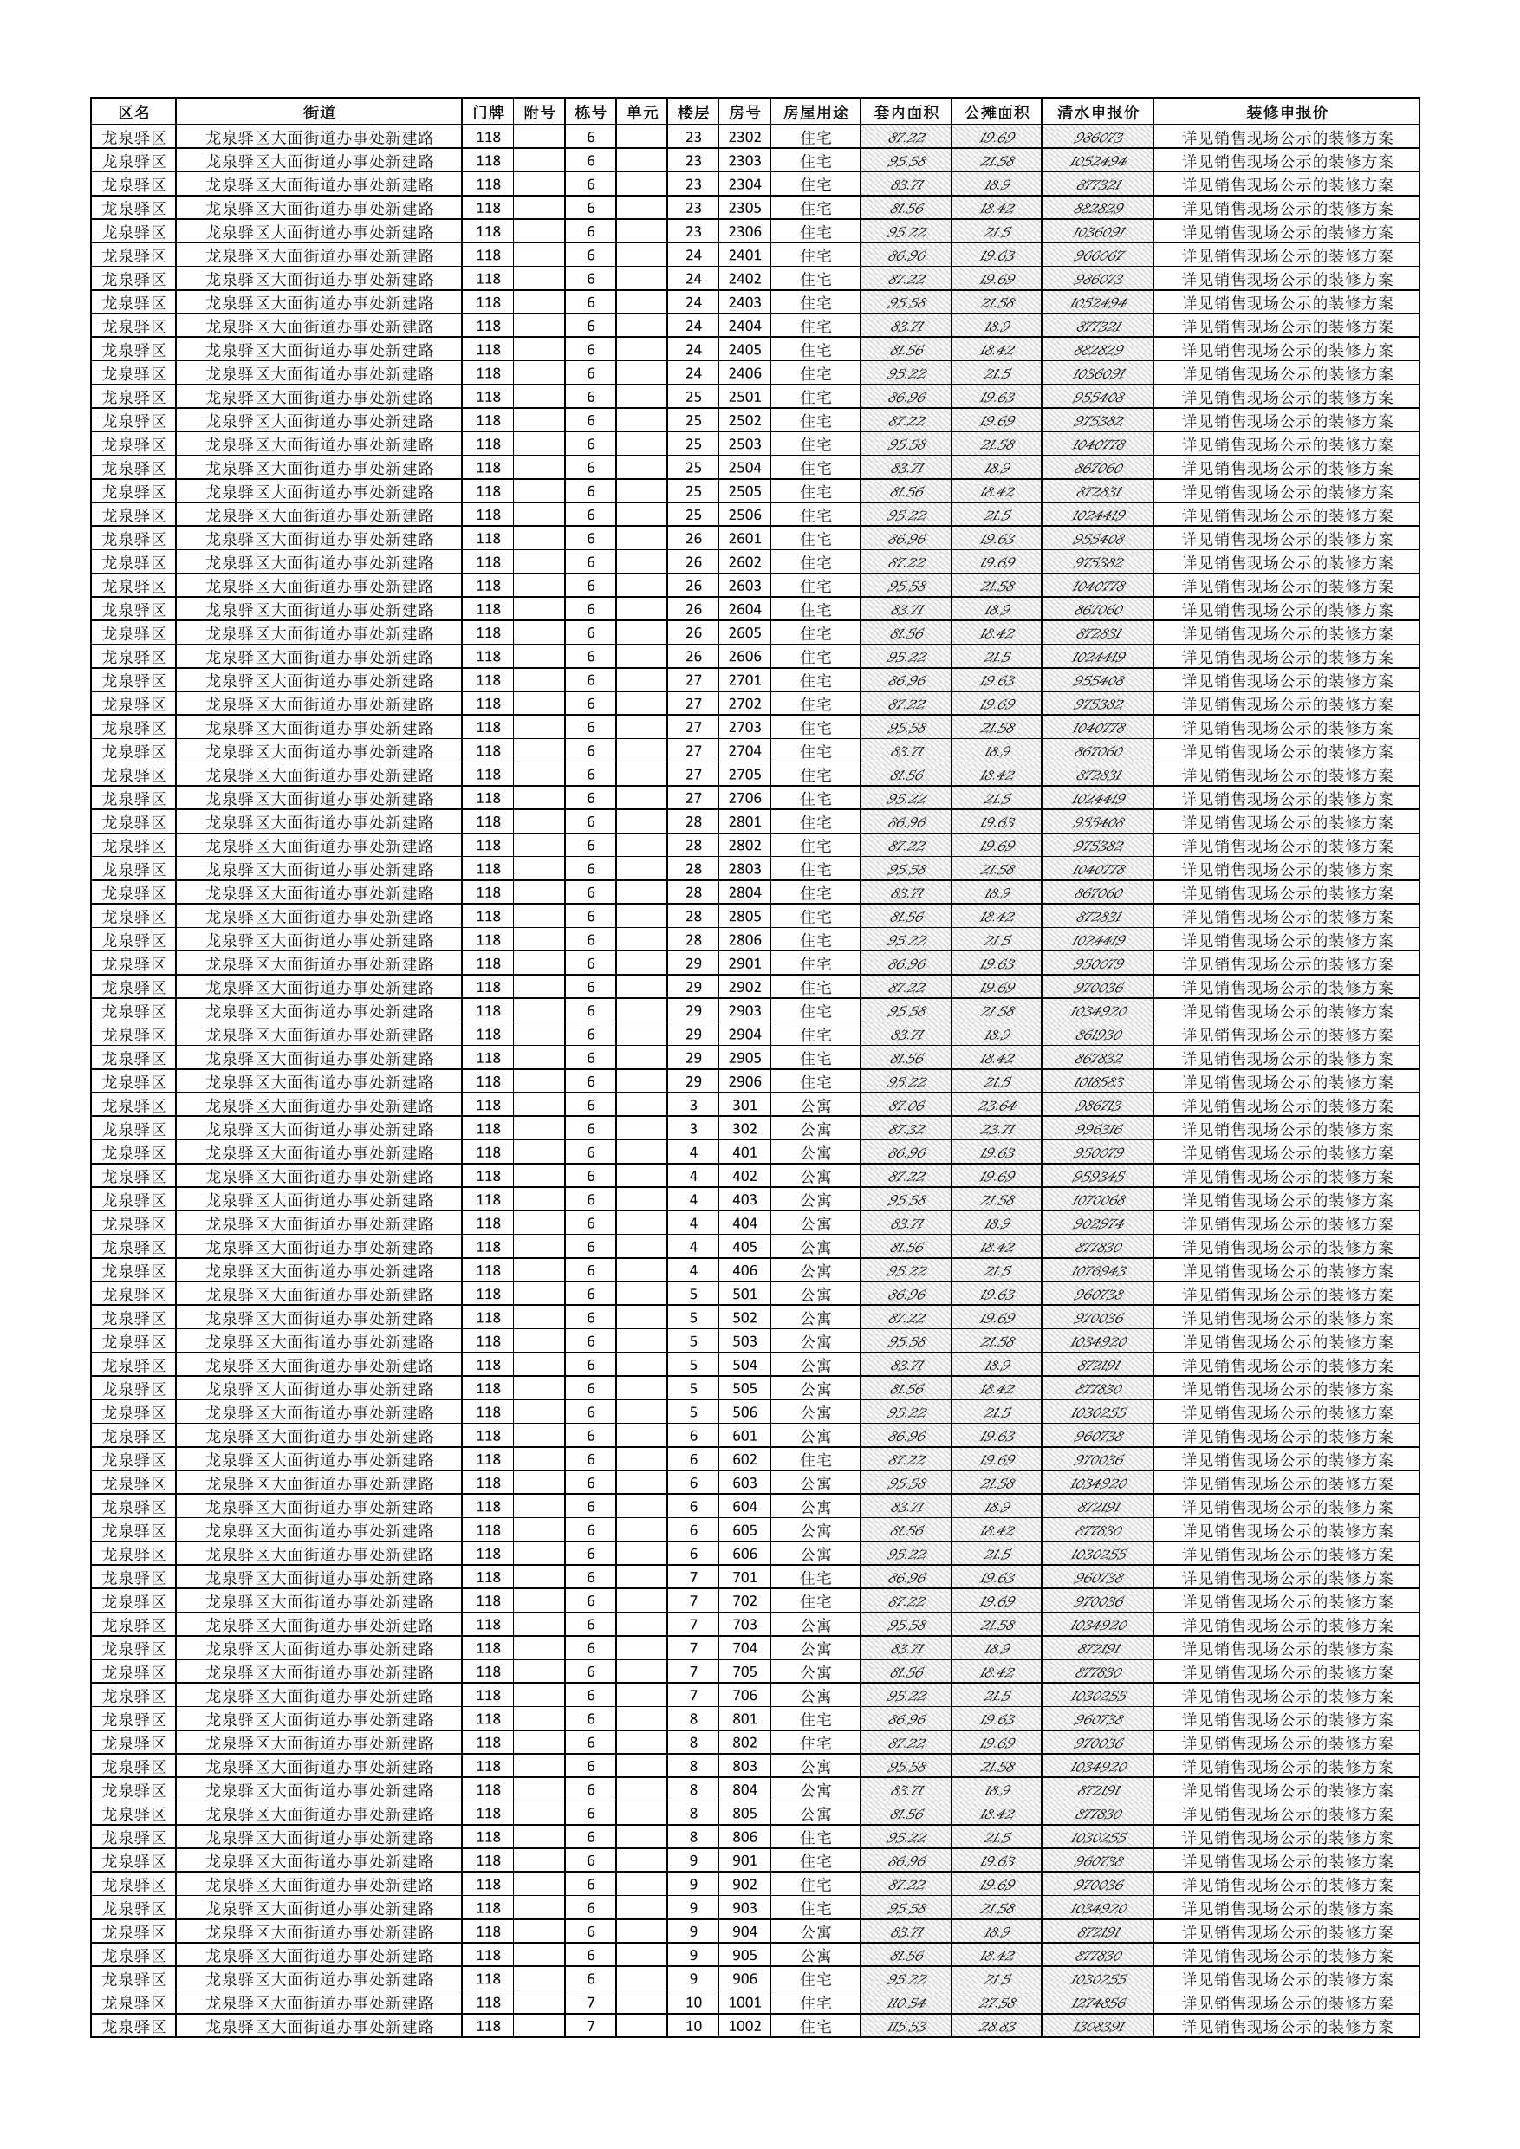 区名 街道 门牌 附号 栋号 单元 楼层 房号 房屋用途 套内面积 公摊面积 清水申报价 装修申报价
龙泉驿区 龙泉驿区大面街道办事处新建路 118 6 23 2302 住宅 87.22 19.69 986073 详见销售现场公示的装修方案
龙泉驿区 龙泉驿区大面街道办事处新建路 118 6 23 2303 住宅 95.58 21.58 1052494 详见销售现场公示的装修方案
龙泉驿区 龙泉驿区大面街道办事处新建路 118 6 23 2304 住宅 83.71 18.9 877321 详见销售现场公示的装修方案
龙泉驿区 龙泉驿区大面街道办事处新建路 118 6 23 2305 住宅 81.56 18.42 882829 详见销售现场公示的装修方案
龙泉驿区 龙泉驿区大面街道办事处新建路 118 6 23 2306 住宅 95.22 21.5 1036091 详见销售现场公示的装修方案
龙泉驿区 龙泉驿区大面街道办事处新建路 118 6 24 2401 住宅 86.96 19.63 966067 详见销售现场公示的装修方案
龙泉驿区 龙泉驿区大面街道办事处新建路 118 6 24 2402 住宅 87.22 19.69 986073 详见销售现场公示的装修方案
龙泉驿区 龙泉驿区大面街道办事处新建路 118 6 24 2403 住宅 95.58 21.58 1052494 详见销售现场公示的装修方案
龙泉驿区 龙泉驿区大面街道办事处新建路 118 6 24 2404 住宅 83.71 18.9 877321 详见销售现场公示的装修方案
龙泉驿区 龙泉驿区大面街道办事处新建路 118 6 24 2405 住宅 81.56 18.42 882829 详见销售现场公示的装修方案
龙泉驿区 龙泉驿区大面街道办事处新建路 118 6 24 2406 住宅 95.22 21.5 1036091 详见销售现场公示的装修方案
龙泉驿区 龙泉驿区大面街道办事处新建路 118 6 25 2501 住宅 86.96 19.63 955408 详见销售现场公示的装修方案
龙泉驿区 龙泉驿区大面街道办事处新建路 118 6 25 2502 住宅 87.22 19.69 975382 详见销售现场公示的装修方案
龙泉驿区 龙泉驿区大面街道办事处新建路 118 6 25 2503 住宅 95.58 21.58 1040778 详见销售现场公示的装修方案
龙泉驿区 龙泉驿区大面街道办事处新建路 118 6 25 2504 住宅 83.71 18.9 867060 详见销售现场公示的装修方案
龙泉驿区 龙泉驿区大面街道办事处新建路 118 6 25 2505 住宅 81.56 18.42 872831 详见销售现场公示的装修方案
龙泉驿区 龙泉驿区大面街道办事处新建路 118 6 25 2506 住宅 95.22 21.5 1024419 详见销售现场公示的装修方案
龙泉驿区 龙泉驿区大面街道办事处新建路 118 6 26 2601 住宅 86.96 19.63 955408 详见销售现场公示的装修方案
龙泉驿区 龙泉驿区大面街道办事处新建路 118 6 26 2602 住宅 87.22 19.69 975382 详见销售现场公示的装修方案
龙泉驿区 龙泉驿区大面街道办事处新建路 118 6 26 2603 住宅 95.58 21.58 1040778 详见销售现场公示的装修方案
龙泉驿区 龙泉驿区大面街道办事处新建路 118 6 26 2604 住宅 83.71 18.9 867060 详见销售现场公示的装修方案
龙泉驿区 龙泉驿区大面街道办事处新建路 118 6 26 2605 住宅 81.56 18.42 872831 详见销售现场公示的装修方案
龙泉驿区 龙泉驿区大面街道办事处新建路 118 6 26 2606 住宅 95.22 21.5 1024419 详见销售现场公示的装修方案
龙泉驿区 龙泉驿区大面街道办事处新建路 118 6 27 2701 住宅 86.96 19.63 955408 详见销售现场公示的装修方案
龙泉驿区 龙泉驿区大面街道办事处新建路 118 6 27 2702 住宅 87.22 19.69 975382 详见销售现场公示的装修方案
龙泉驿区 龙泉驿区大面街道办事处新建路 118 6 27 2703 住宅 95.58 21.58 1040778 详见销售现场公示的装修方案
龙泉驿区 龙泉驿区大面街道办事处新建路 118 6 27 2704 住宅 83.71 18.9 867060 详见销售现场公示的装修方案
龙泉驿区 龙泉驿区大面街道办事处新建路 118 6 27 2705 住宅 81.56 18.42 872831 详见销售现场公示的装修方案
龙泉驿区 龙泉驿区大面街道办事处新建路 118 6 27 2706 住宅 95.22 21.5 1024419 详见销售现场公示的装修方案
龙泉驿区 龙泉驿区大面街道办事处新建路 118 6 28 2801 住宅 86.96 19.63 955408 详见销售现场公示的装修方案
龙泉驿区 龙泉驿区大面街道办事处新建路 118 6 28 2802 住宅 87.22 19.69 975382 详见销售现场公示的装修方案
龙泉驿区 龙泉驿区大面街道办事处新建路 118 6 28 2803 住宅 95.58 21.58 1040778 详见销售现场公示的装修方案
龙泉驿区 龙泉驿区大面街道办事处新建路 118 6 28 2804 住宅 83.71 18.9 867060 详见销售现场公示的装修方案
龙泉驿区 龙泉驿区大面街道办事处新建路 118 6 28 2805 住宅 81.56 18.42 872831 详见销售现场公示的装修方案
龙泉驿区 龙泉驿区大面街道办事处新建路 118 6 28 2806 住宅 95.22 21.5 1024419 详见销售现场公示的装修方案
龙泉驿区 龙泉驿区大面街道办事处新建路 118 6 29 2901 住宅 86.96 19.63 950079 详见销售现场公示的装修方案
龙泉驿区 龙泉驿区大面街道办事处新建路 118 6 29 2902 住宅 87.22 19.69 970036 详见销售现场公示的装修方案
龙泉驿区 龙泉驿区大面街道办事处新建路 118 6 29 2903 住宅 95.58 21.58 1034920 详见销售现场公示的装修方案
龙泉驿区 龙泉驿区大面街道办事处新建路 118 6 29 2904 住宅 83.71 18.9 861930 详见销售现场公示的装修方案
龙泉驿区 龙泉驿区大面街道办事处新建路 118 6 29 2905 住宅 81.56 18.42 867832 详见销售现场公示的装修方案
龙泉驿区 龙泉驿区大面街道办事处新建路 118 6 29 2906 住宅 95.22 21.5 1018583 详见销售现场公示的装修方案
龙泉驿区 龙泉驿区大面街道办事处新建路 118 6 3 301 公寓 87.06 23.64 986713 详见销售现场公示的装修方案
龙泉驿区 龙泉驿区大面街道办事处新建路 118 6 3 302 公寓 87.32 23.71 996316 详见销售现场公示的装修方案
龙泉驿区 龙泉驿区大面街道办事处新建路 118 6 4 401 公寓 86.96 19.63 950079 详见销售现场公示的装修方案
龙泉驿区 龙泉驿区大面街道办事处新建路 118 6 4 402 公寓 87.22 19.69 959345 详见销售现场公示的装修方案
龙泉驿区 龙泉驿区大面街道办事处新建路 118 6 4 403 公寓 95.58 21.58 1070068 详见销售现场公示的装修方案
龙泉驿区 龙泉驿区大面街道办事处新建路 118 6 4 404 公寓 83.71 18.9 902974 详见销售现场公示的装修方案
龙泉驿区 龙泉驿区大面街道办事处新建路 118 6 4 405 公寓 81.56 18.42 877830 详见销售现场公示的装修方案
龙泉驿区 龙泉驿区大面街道办事处新建路 118 6 4 406 公寓 95.22 21.5 1076943 详见销售现场公示的装修方案
龙泉驿区 龙泉驿区大面街道办事处新建路 118 6 5 501 公寓 86.96 19.63 960738 详见销售现场公示的装修方案
龙泉驿区 龙泉驿区大面街道办事处新建路 118 6 5 502 公寓 87.22 19.69 970036 详见销售现场公示的装修方案
龙泉驿区 龙泉驿区大面街道办事处新建路 118 6 5 503 公寓 95.58 21.58 1034920 详见销售现场公示的装修方案
龙泉驿区 龙泉驿区大面街道办事处新建路 118 6 5 504 公寓 83.71 18.9 872191 详见销售现场公示的装修方案
龙泉驿区 龙泉驿区大面街道办事处新建路 118 6 5 505 公寓 81.56 18.42 877830 详见销售现场公示的装修方案
龙泉驿区 龙泉驿区大面街道办事处新建路 118 6 5 506 公寓 95.22 21.5 1030255 详见销售现场公示的装修方案
龙泉驿区 龙泉驿区大面街道办事处新建路 118 6 6 601 公寓 86.96 19.63 960738 详见销售现场公示的装修方案
龙泉驿区 龙泉驿区大面街道办事处新建路 118 6 6 602 住宅 87.22 19.69 970036 详见销售现场公示的装修方案
龙泉驿区 龙泉驿区大面街道办事处新建路 118 6 6 603 公寓 95.58 21.58 1034920 详见销售现场公示的装修方案
龙泉驿区 龙泉驿区大面街道办事处新建路 118 6 6 604 公寓 83.71 18.9 872191 详见销售现场公示的装修方案
龙泉驿区 龙泉驿区大面街道办事处新建路 118 6 6 605 公寓 81.56 18.42 877830 详见销售现场公示的装修方案
龙泉驿区 龙泉驿区大面街道办事处新建路 118 6 6 606 公寓 95.22 21.5 1030255 详见销售现场公示的装修方案
龙泉驿区 龙泉驿区大面街道办事处新建路 118 6 7 701 住宅 86.96 19.63 960738 详见销售现场公示的装修方案
龙泉驿区 龙泉驿区大面街道办事处新建路 118 6 7 702 住宅 87.22 19.69 970036 详见销售现场公示的装修方案
龙泉驿区 龙泉驿区大面街道办事处新建路 118 6 7 703 公寓 95.58 21.58 1034920 详见销售现场公示的装修方案
龙泉驿区 龙泉驿区大面街道办事处新建路 118 6 7 704 公寓 83.71 18.9 872191 详见销售现场公示的装修方案
龙泉驿区 龙泉驿区大面街道办事处新建路 118 6 7 705 公寓 81.56 18.42 877830 详见销售现场公示的装修方案
龙泉驿区 龙泉驿区大面街道办事处新建路 118 6 7 706 公寓 95.22 21.5 1030255 详见销售现场公示的装修方案
龙泉驿区 龙泉驿区大面街道办事处新建路 118 6 8 801 住宅 86.96 19.63 960738 详见销售现场公示的装修方案
龙泉驿区 龙泉驿区大面街道办事处新建路 118 6 8 802 住宅 87.22 19.69 970036 详见销售现场公示的装修方案
龙泉驿区 龙泉驿区大面街道办事处新建路 118 6 8 803 公寓 95.58 21.58 1034920 详见销售现场公示的装修方案
龙泉驿区 龙泉驿区大面街道办事处新建路 118 6 8 804 公寓 83.71 18.9 872191 详见销售现场公示的装修方案
龙泉驿区 龙泉驿区大面街道办事处新建路 118 6 8 805 公寓 81.56 18.42 877830 详见销售现场公示的装修方案
龙泉驿区 龙泉驿区大面街道办事处新建路 118 6 8 806 住宅 95.22 21.5 1030255 详见销售现场公示的装修方案
龙泉驿区 龙泉驿区大面街道办事处新建路 118 6 9 901 住宅 86.96 19.63 960738 详见销售现场公示的装修方案
龙泉驿区 龙泉驿区大面街道办事处新建路 118 6 9 902 住宅 87.22 19.69 970036 详见销售现场公示的装修方案
龙泉驿区 龙泉驿区大面街道办事处新建路 118 6 9 903 住宅 95.58 21.58 1034920 详见销售现场公示的装修方案
龙泉驿区 龙泉驿区大面街道办事处新建路 118 6 9 904 公寓 83.71 18.9 872191 详见销售现场公示的装修方案
龙泉驿区 龙泉驿区大面街道办事处新建路 118 6 9 905 公寓 81.56 18.42 877830 详见销售现场公示的装修方案
龙泉驿区 龙泉驿区大面街道办事处新建路 118 6 9 906 住宅 95.22 21.5 1030255 详见销售现场公示的装修方案
龙泉驿区 龙泉驿区大面街道办事处新建路 118 7 10 1001 住宅 110.54 27.58 1274856 详见销售现场公示的装修方案
龙泉驿区 龙泉驿区大面街道办事处新建路 118 7 10 1002 住宅 115.53 28.83 1308391 详见销售现场公示的装修方案